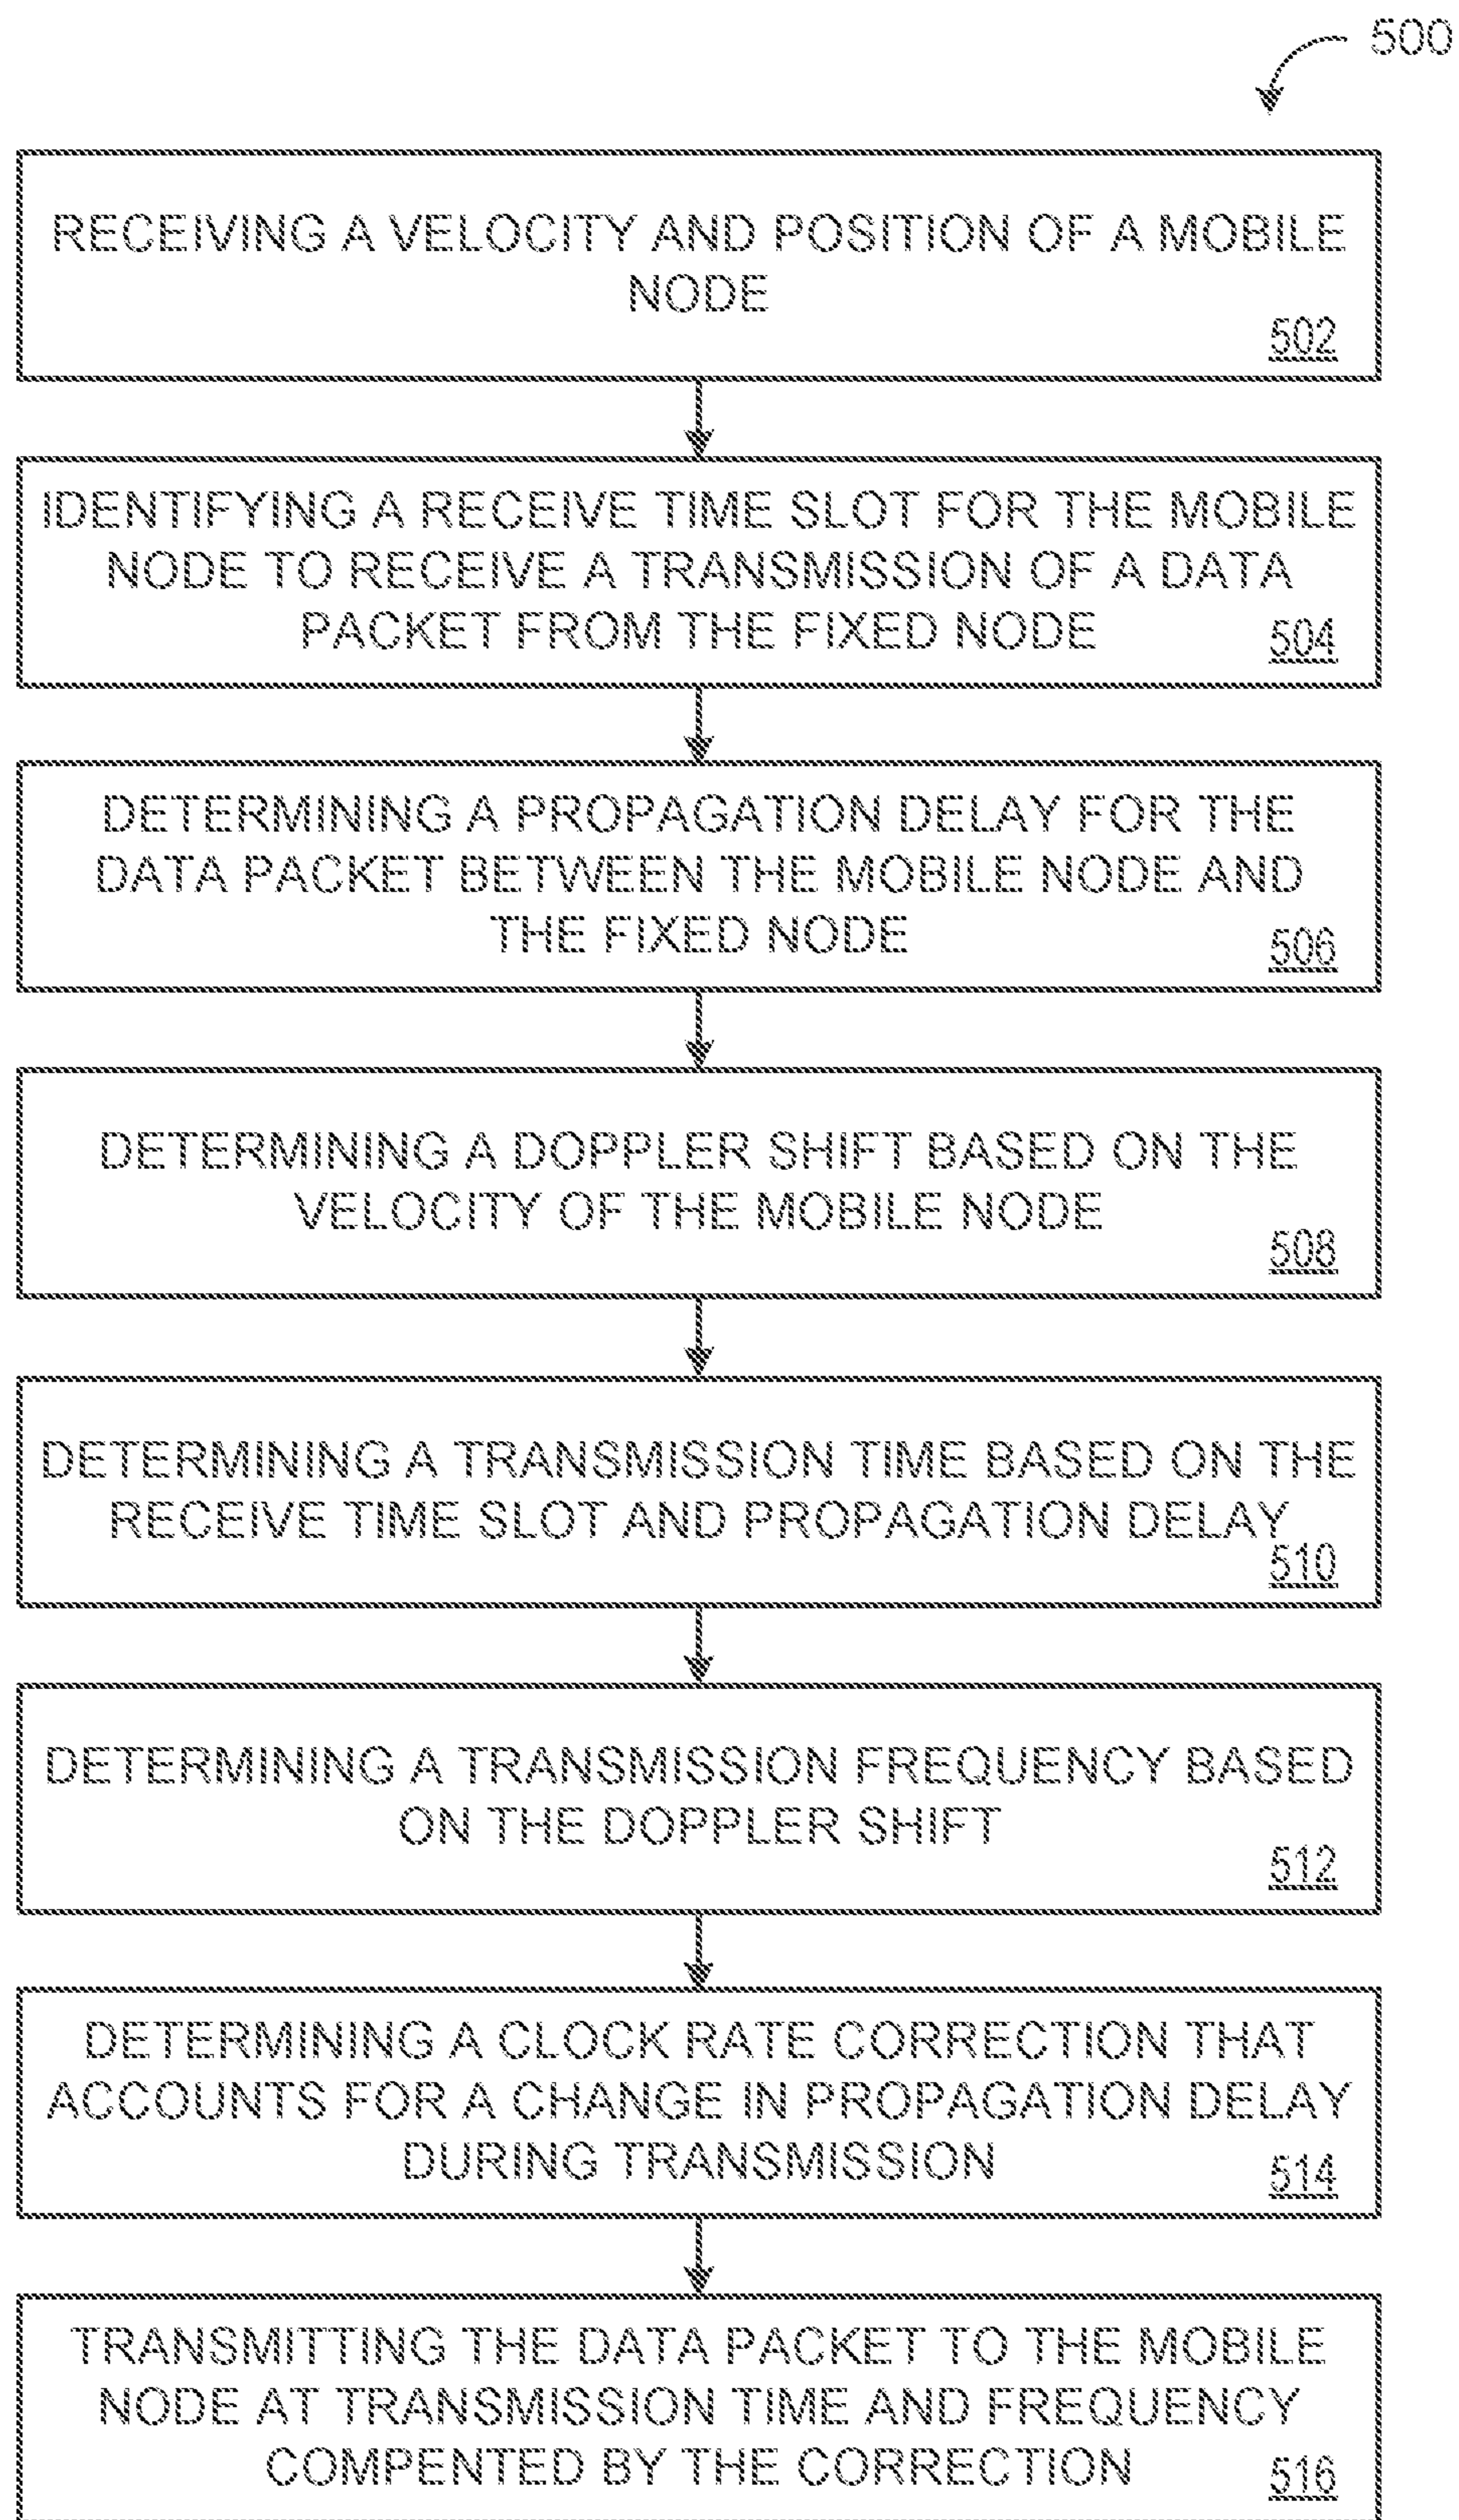 500
RECEIVING A VELOCITY AND POSITION OF A MOBILE
NODE
502
IDENTIFYING A RECEIVE TIME SLOT FOR THE MOBILE
NODE TO RECEIVE A TRANSMISSION OF A DATA
PACKET FROM THE FIXED NODE
504
DETERMINING A PROPAGATION DELAY FOR THE
DATA PACKET BETWEEN THE MOBILE NODE AND
THE FIXED NODE
506
DETERMINING A DOPPLER SHIFT BASED ON THE
VELOCITY OF THE MOBILE NODE
508
DETERMINING A TRANSMISSION TIME BASED ON THE
RECEIVE TIME SLOT AND PROPAGATION DELAY
510
DETERMINING A TRANSMISSION FREQUENCY BASED
ON THE DOPPLER SHIFT
512
DETERMINING A CLOCK RATE CORRECTION THAT
ACCOUNTS FOR A CHANGE IN PROPAGATION DELAY
DURING TRANSMISSION
514
TRANSMITTING THE DATA PACKET TO THE MOBILE
NODE AT TRANSMISSION TIME AND FREQUENCY
COMPENTED BY THE CORRECTION
516